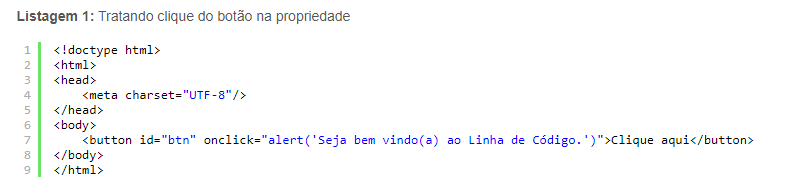 Listagem 1: Tratando clique do botão na propriedade
1 <!doctype html>
2 <html>
3 <head>
4     <meta charset="UTF-8"/>
5 </head>
6 <body>
7     <button id="btn" onclick="alert('Seja bem vindo(a) ao Linha de Código.')">Clique aqui</button>
8 </body>
9 </html>